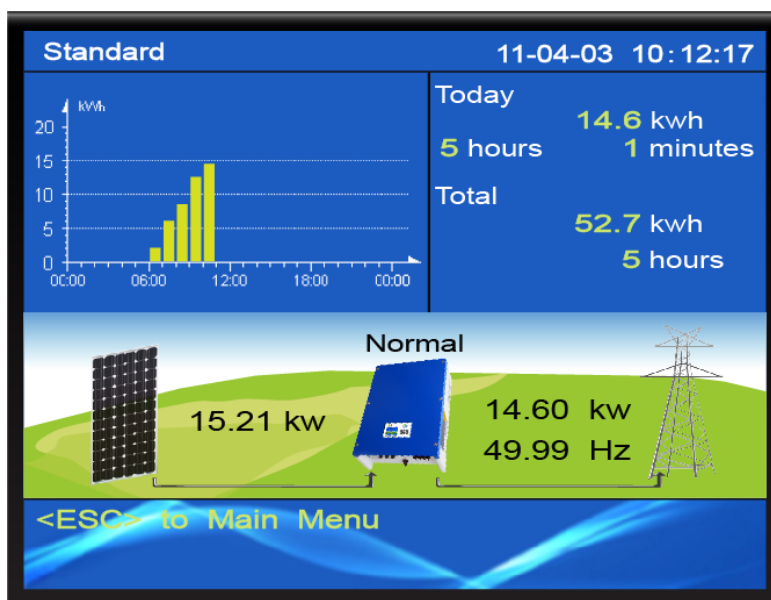 Standard 11-04-03 10:12:17
kWh
20
15
10
5
0
00:00 06:00 12:00 18:00 00:00
Today
14.6 kwh
5 hours 1 minutes
Total
52.7 kwh
5 hours
Normal
15.21 kw
14.60 kw
49.99 Hz
<ESC> to Main Menu